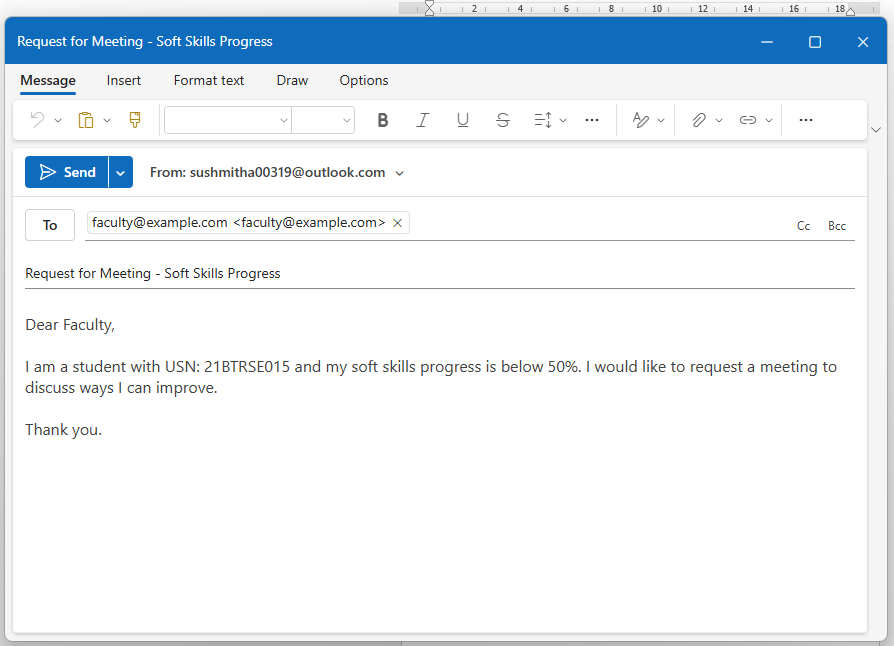 2 4 6 8 10 12 14 16 18
Request for Meeting - Soft Skills Progress
Message Insert Format text Draw Options
B I U S
Send From: sushmitha00319@outlook.com
To faculty@example.com <faculty@example.com> Cc Bcc
Request for Meeting - Soft Skills Progress
Dear Faculty,
I am a student with USN: 21BTRSE015 and my soft skills progress is below 50%. I would like to request a meeting to
discuss ways I can improve.
Thank you.